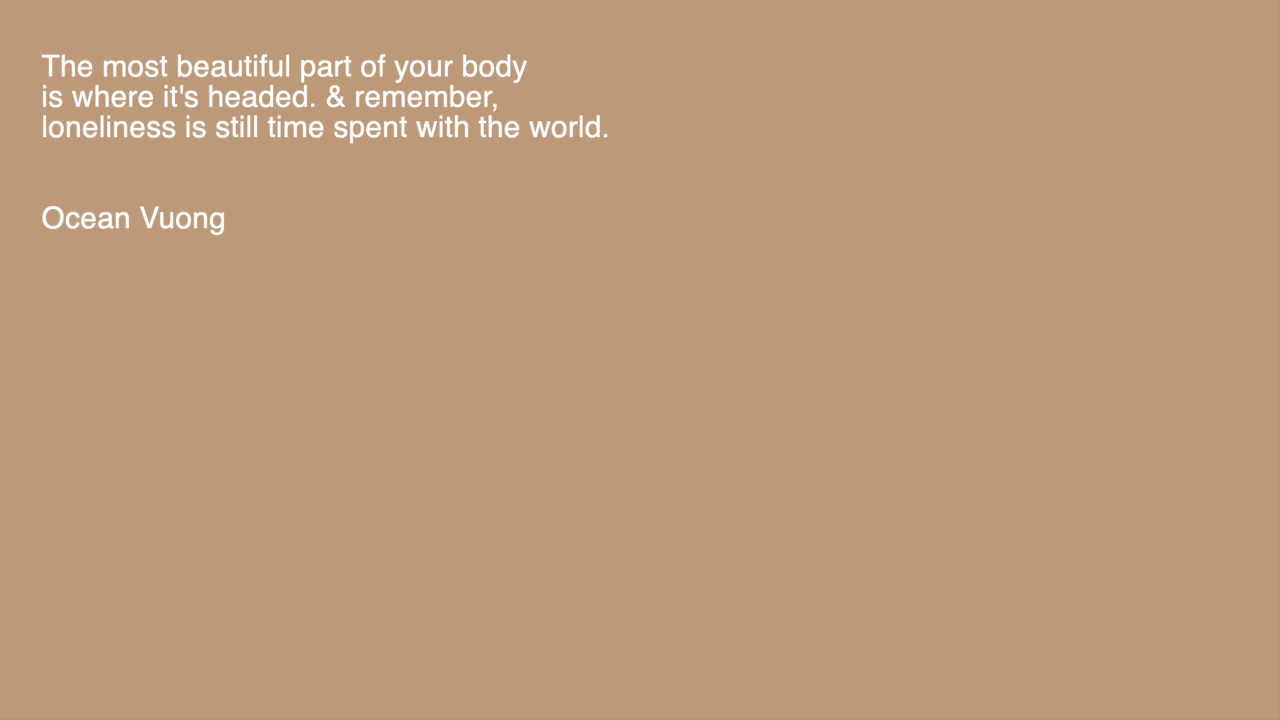 The most beautiful part of your body
is where it's headed. & remember,
loneliness is still time spent with the world.
Ocean Vuong